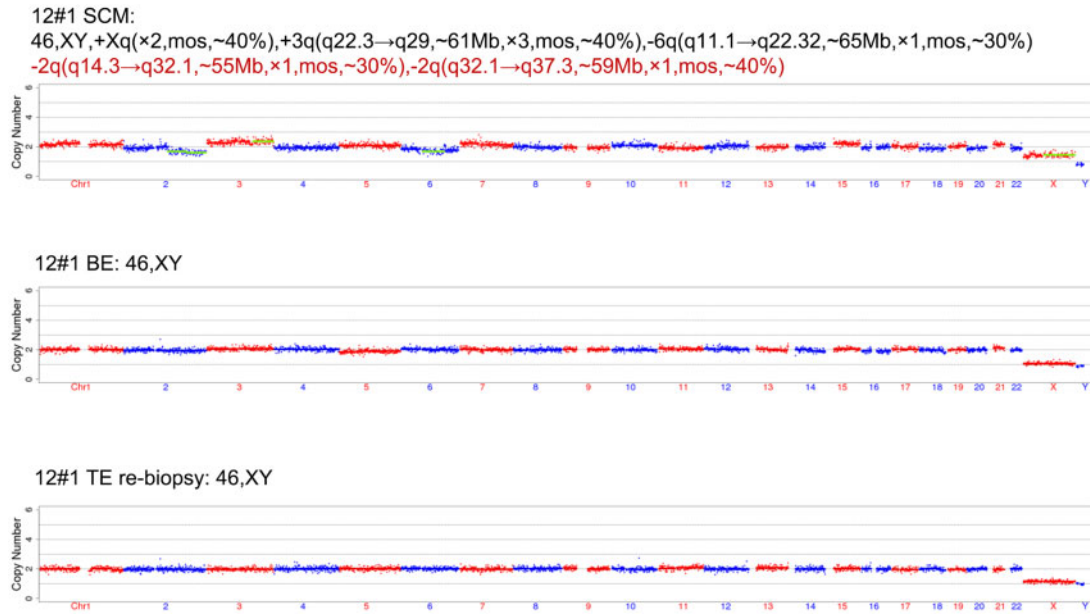 12#1 SCM:
46,XY,+Xq(×2,mos,~40%),+3q(q22.3→q29,~61Mb,×3,mos,~40%),-6q(q11.1→q22.32,~65Mb,×1,mos,~30%)
-2q(q14.3→q32.1,~55Mb,×1,mos,~30%),-2q(q32.1→q37.3,~59Mb,×1,mos,~40%)
Copy Number
6
4
2
0
Chr1 2 3 4 5 6 7 8 9 10 11 12 13 14 15 16 17 18 19 20 21 22 X Y
12#1 BE: 46,XY
Copy Number
6
4
2
0
Chr1 2 3 4 5 6 7 8 9 10 11 12 13 14 15 16 17 18 19 20 21 22 X Y
12#1 TE re-biopsy: 46,XY
Copy Number
6
4
2
0
Chr1 2 3 4 5 6 7 8 9 10 11 12 13 14 15 16 17 18 19 20 21 22 X Y